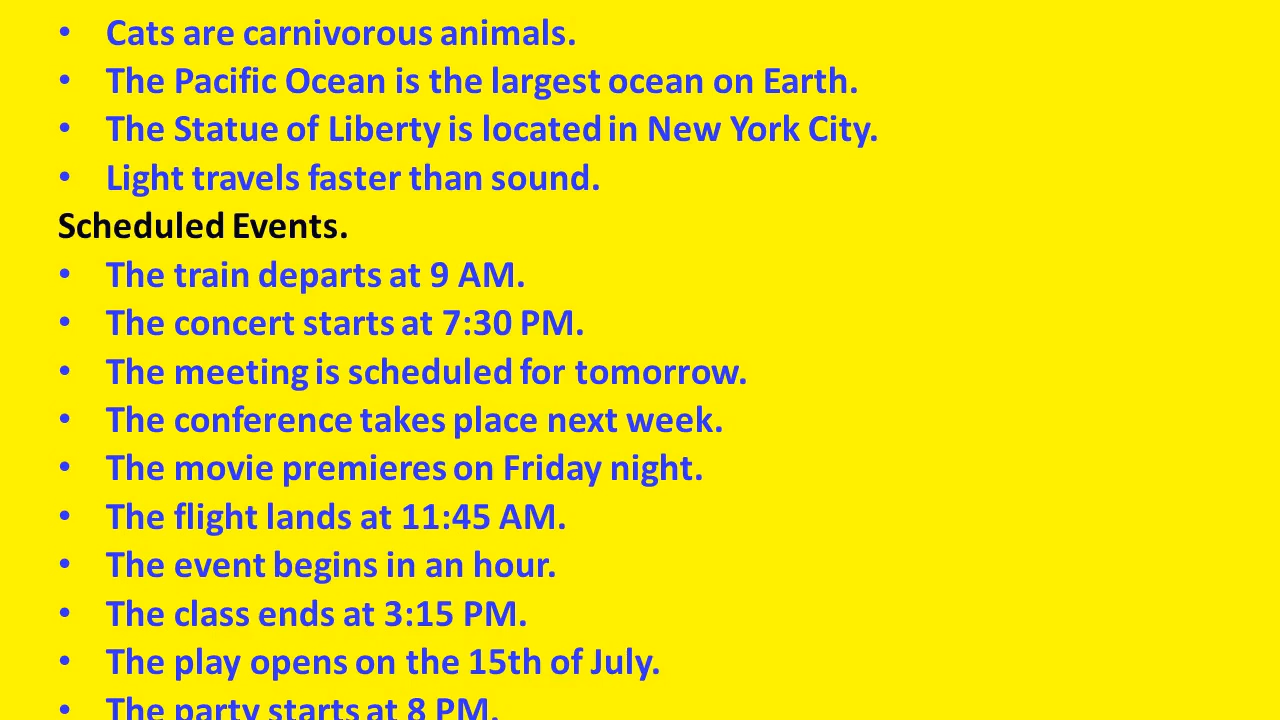 • Cats are carnivorous animals.
• The Pacific Ocean is the largest ocean on Earth.
• The Statue of Liberty is located in New York City.
• Light travels faster than sound.
Scheduled Events.
• The train departs at 9 AM.
• The concert starts at 7:30 PM.
• The meeting is scheduled for tomorrow.
• The conference takes place next week.
• The movie premieres on Friday night.
• The flight lands at 11:45 AM.
• The event begins in an hour.
• The class ends at 3:15 PM.
• The play opens on the 15th of July.
• The party starts at 8 PM.